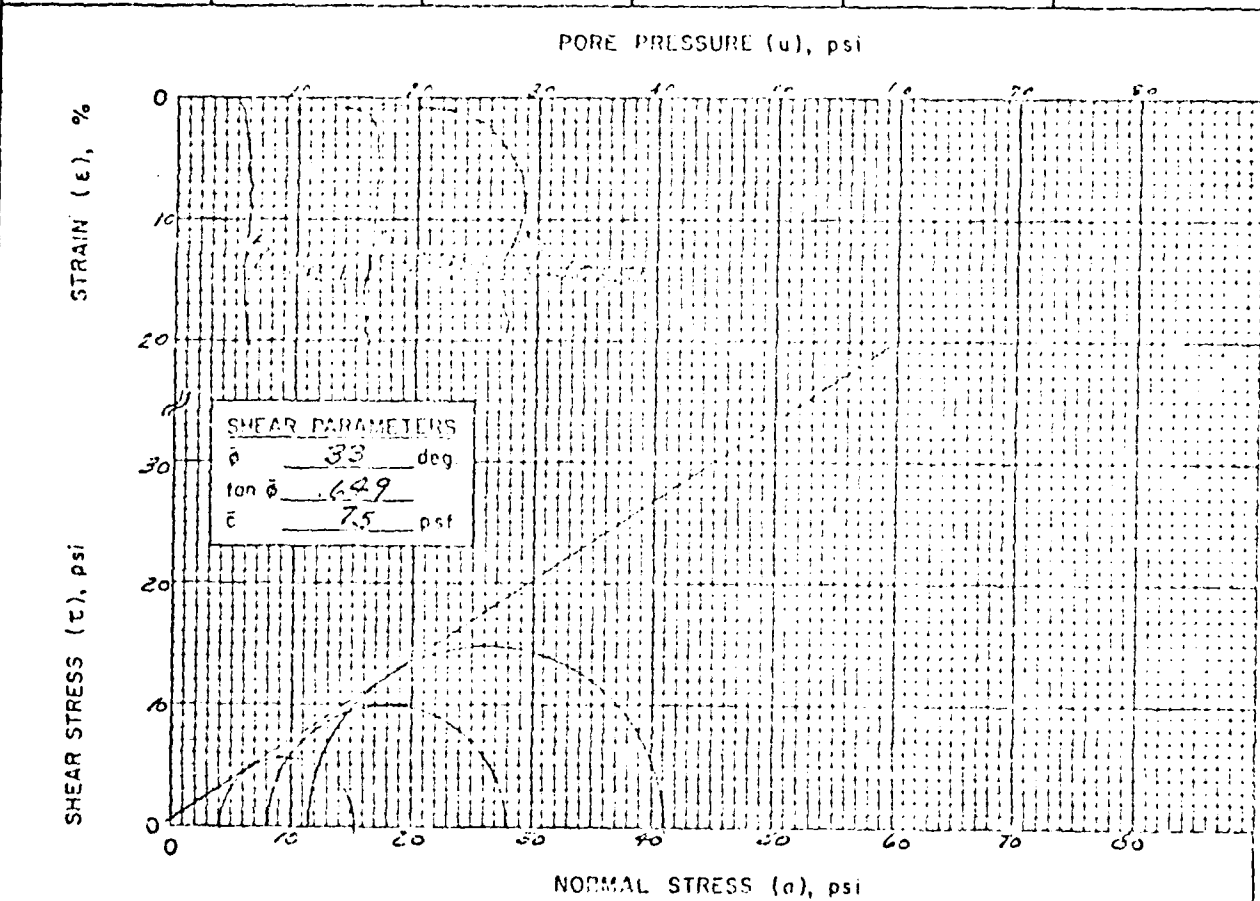 PORE PRESSURE (u), psi
10 20 30 40 50 60 70 80
STRAIN (ε), %
0
10
20
SHEAR PARAMETERS
φ̄ 33 deg.
tan φ̄ .649
c̄ 75 psf
SHEAR STRESS (τ), psi
30
20
10
0
0 10 20 30 40 50 60 70 80
NORMAL STRESS (σ), psi